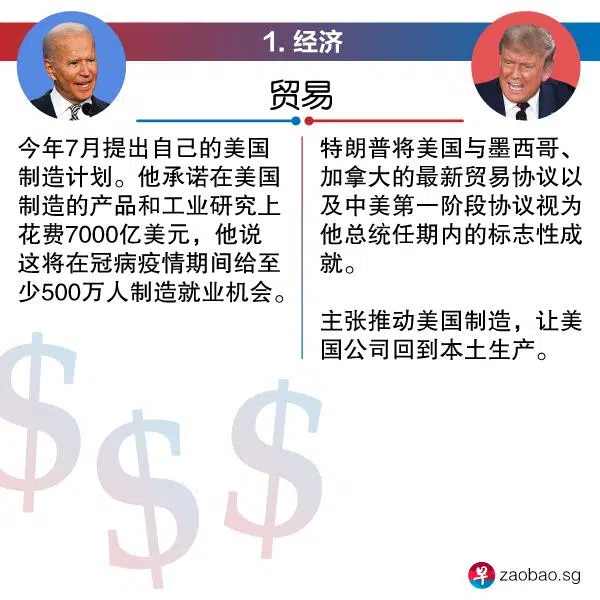 1. 经济
贸易
今年7月提出自己的美国
制造计划。他承诺在美国
制造的产品和工业研究上
花费7000亿美元，他说
这将在冠病疫情期间给至
少500万人制造就业机会。
特朗普将美国与墨西哥、
加拿大的最新贸易协议以
及中美第一阶段协议视为
他总统任期内的标志性成
就。
主张推动美国制造，让美
国公司回到本土生产。
$
$
$
早 zaobao.sg